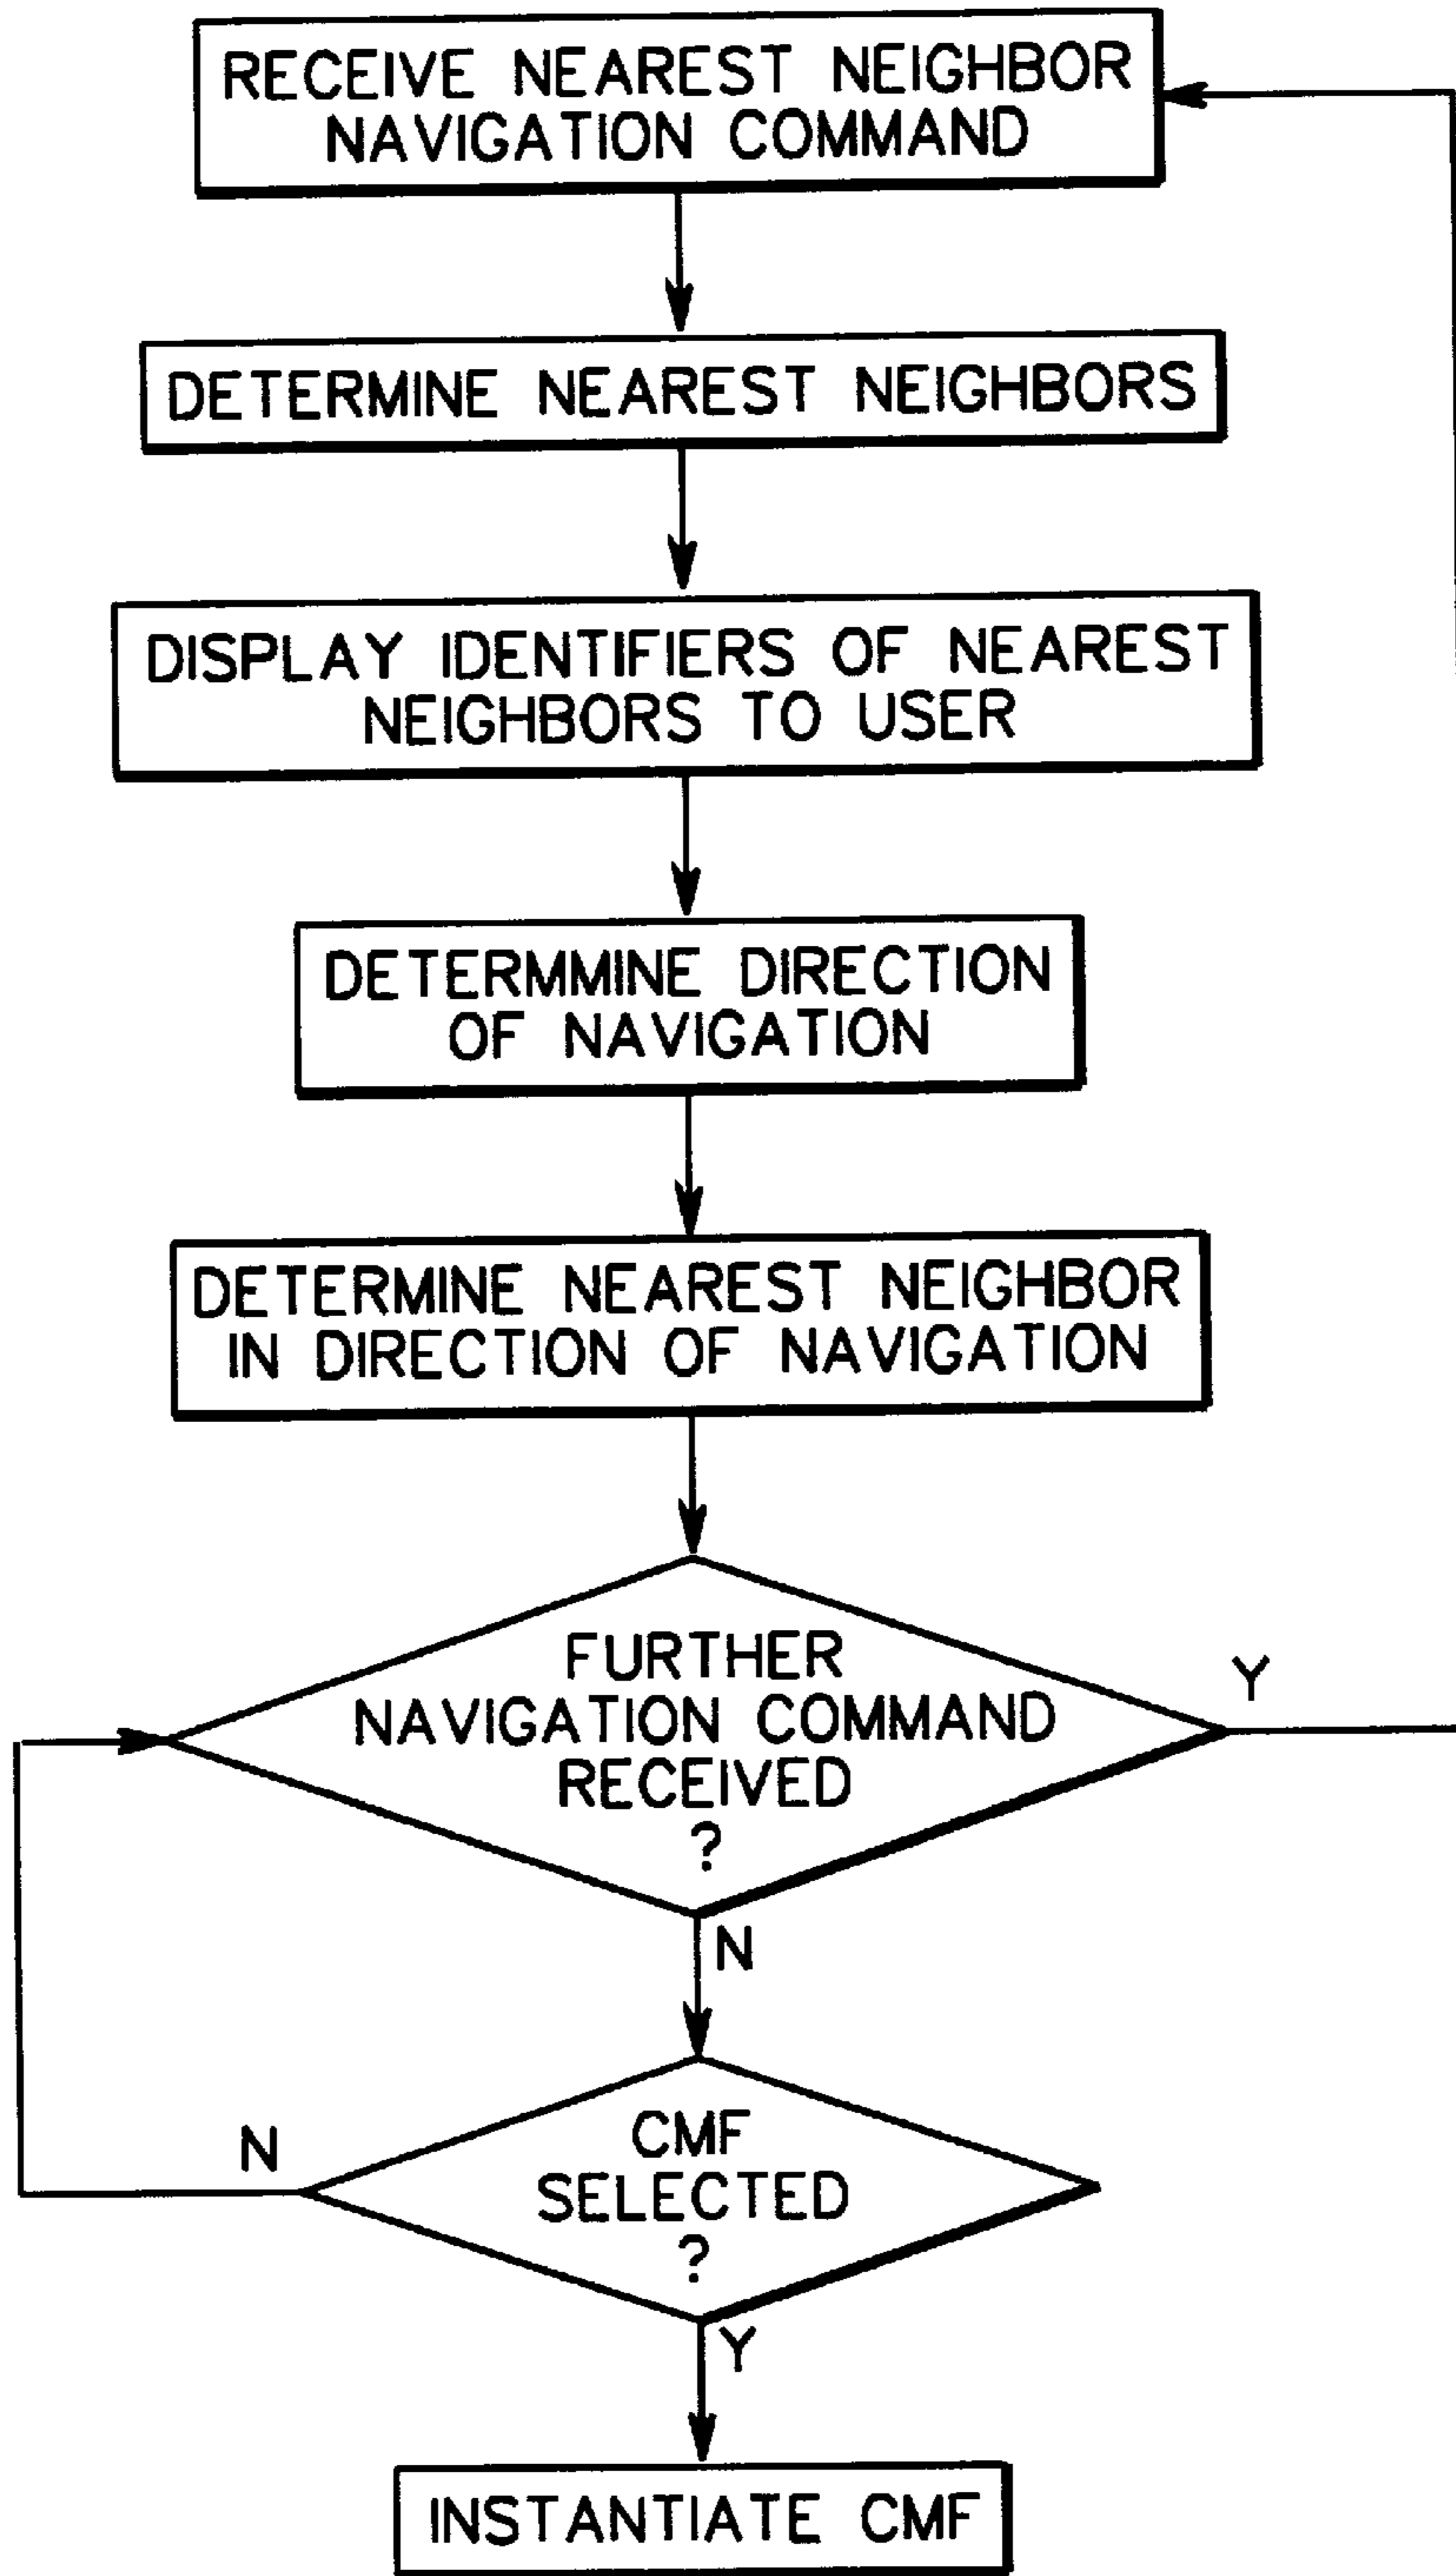 RECEIVE NEAREST NEIGHBOR
NAVIGATION COMMAND
DETERMINE NEAREST NEIGHBORS
DISPLAY IDENTIFIERS OF NEAREST
NEIGHBORS TO USER
DETERMMINE DIRECTION
OF NAVIGATION
DETERMINE NEAREST NEIGHBOR
IN DIRECTION OF NAVIGATION
FURTHER
NAVIGATION COMMAND
RECEIVED
?
Y
N
CMF
SELECTED
?
N
Y
INSTANTIATE CMF